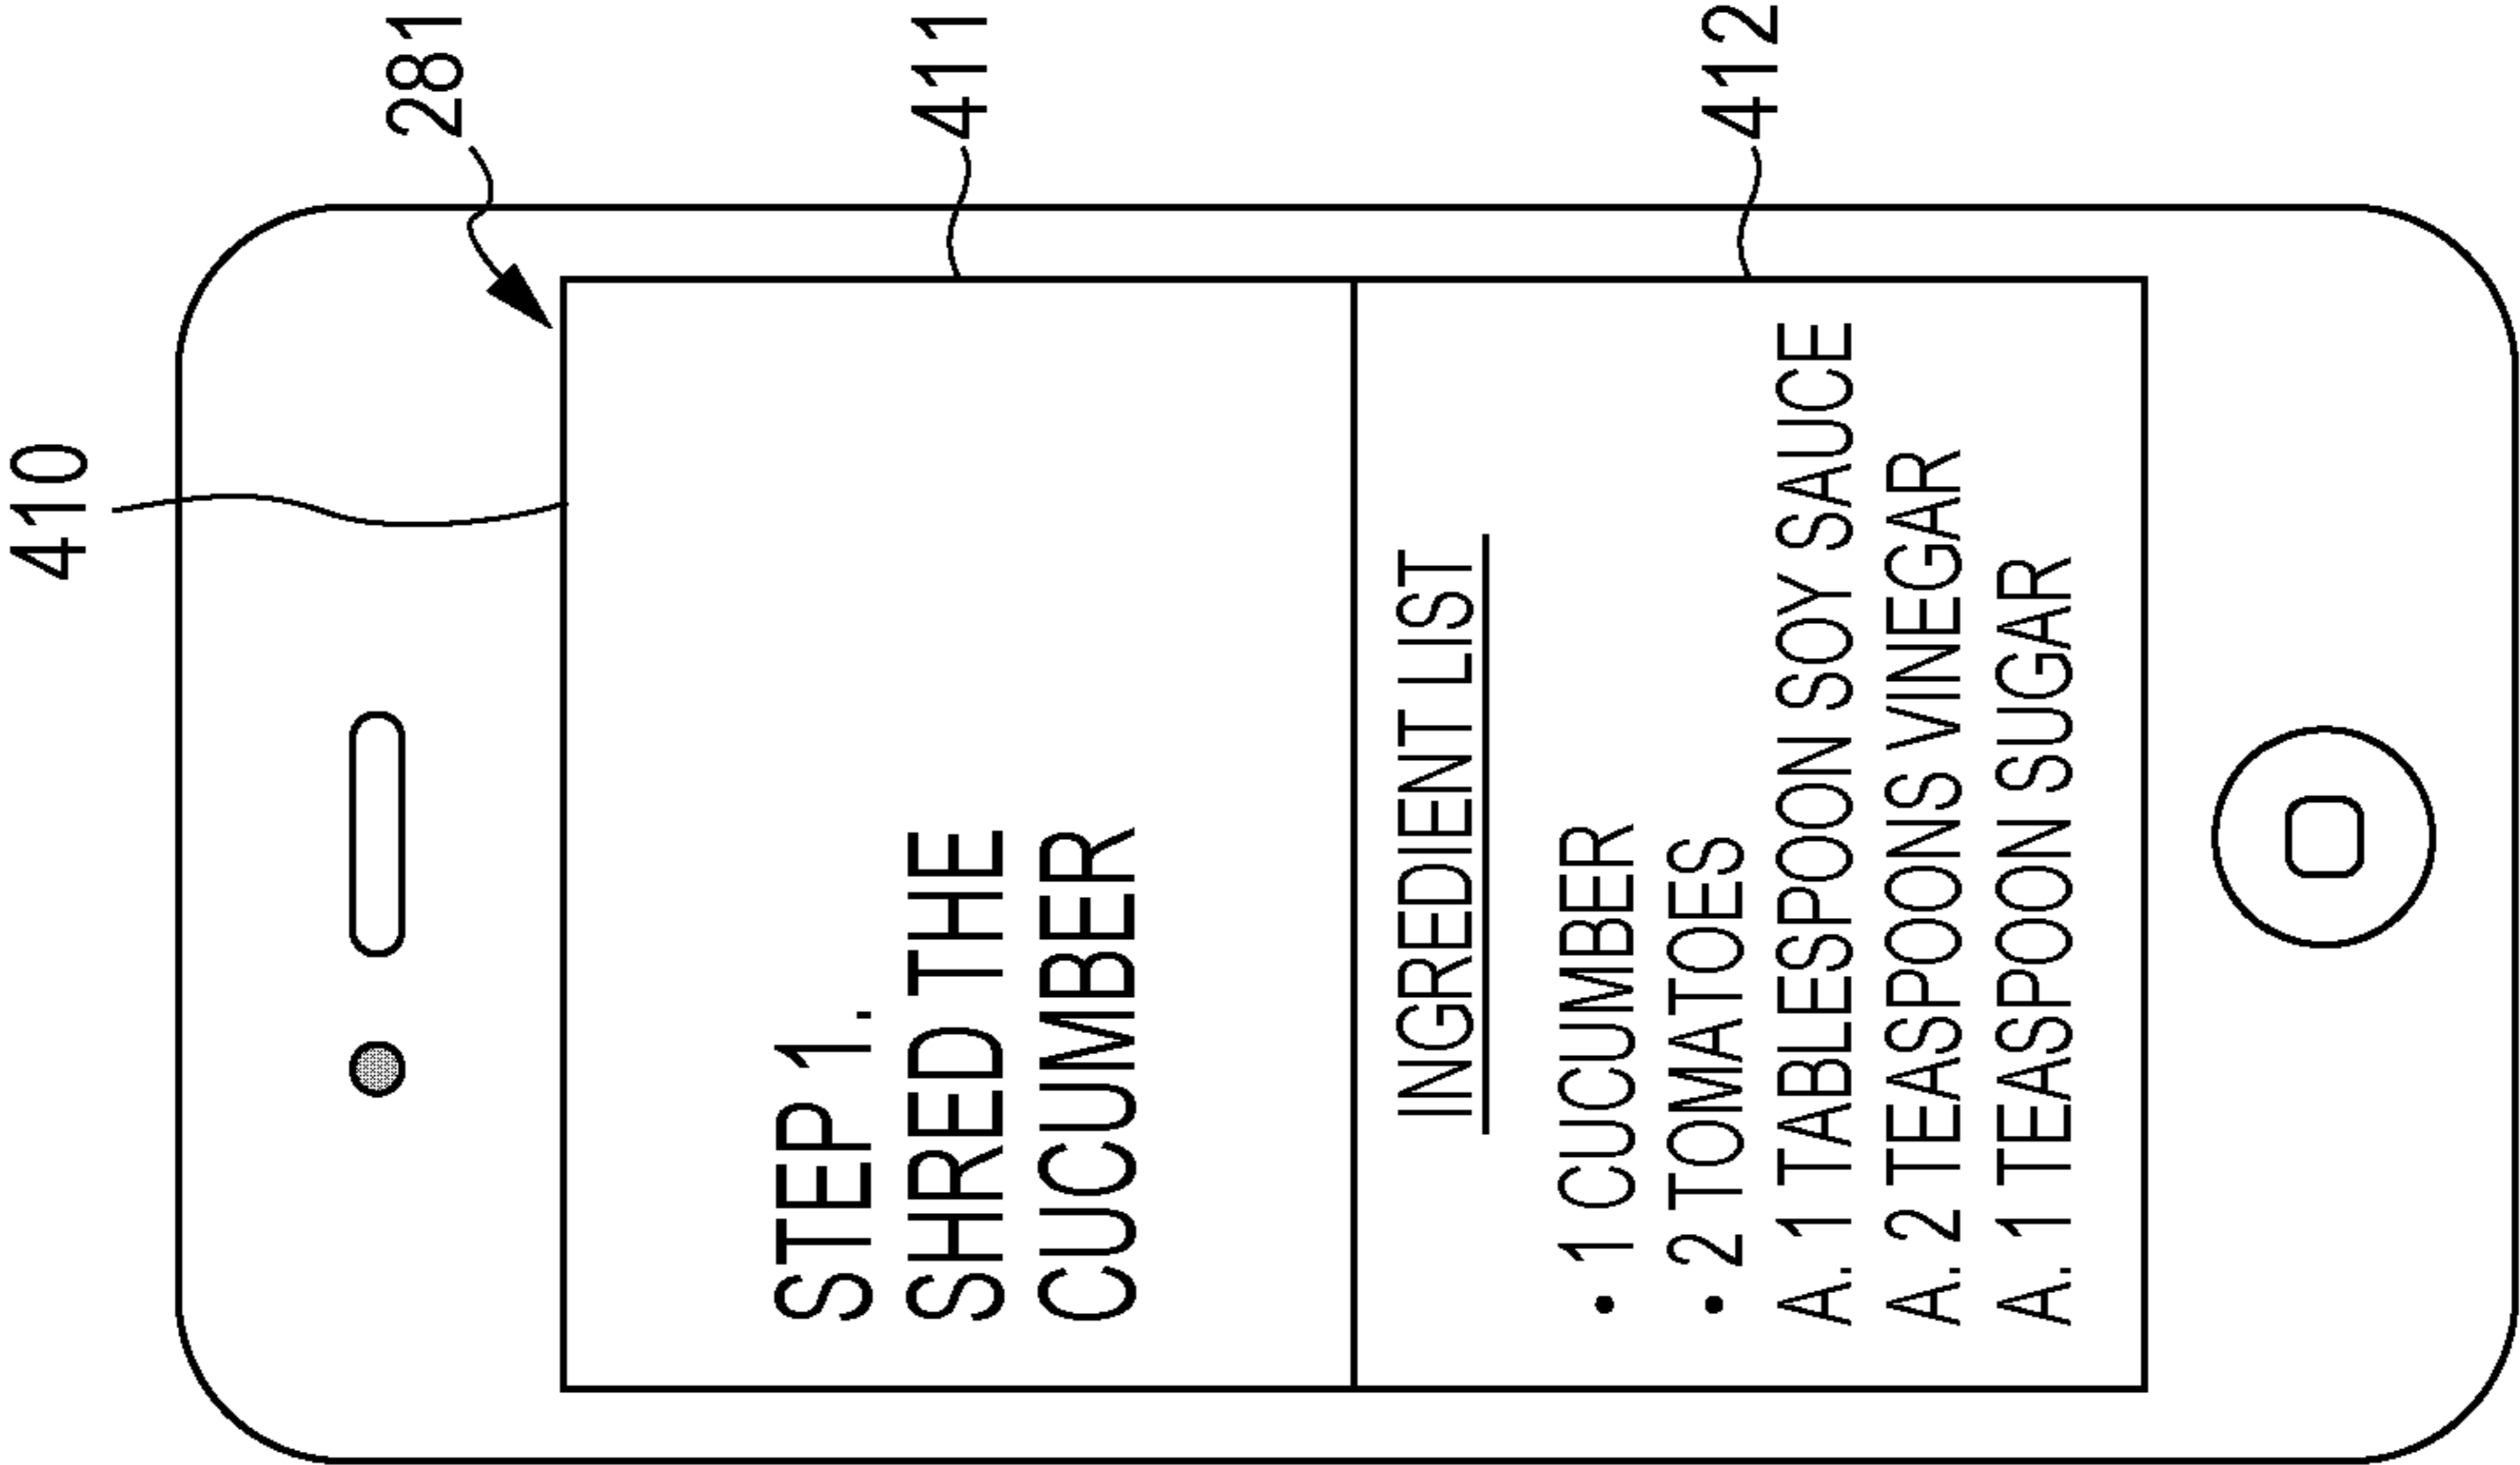 410
281
STEP 1.
SHRED THE
CUCUMBER
411
INGREDIENT LIST
• 1 CUCUMBER
• 2 TOMATOES
A. 1 TABLESPOON SOY SAUCE
A. 2 TEASPOONS VINEGAR
A. 1 TEASPOON SUGAR
412